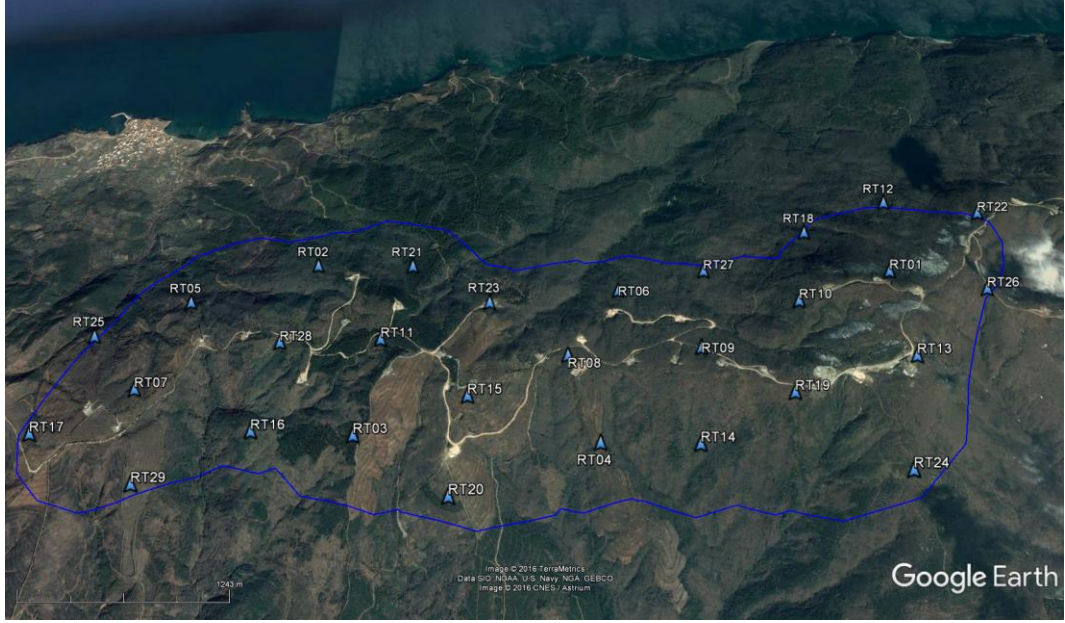 RT12
RT22
RT18
RT02
RT21
RT27
RT01
RT05
RT23
RT06
RT10
RT26
RT25
RT28
RT11
RT08
RT09
RT13
RT07
RT15
RT19
RT17
RT16
RT03
RT04
RT14
RT24
RT29
RT20
Image © 2016 TerraMetrics
Data SIO, NOAA, U.S. Navy, NGA, GEBCO
Image © 2016 CNES / Astrium
1243 m
Google Earth